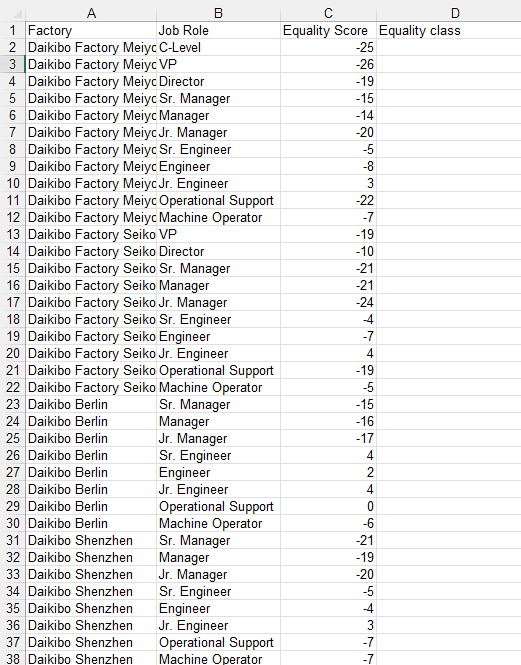 A B C D
1 Factory Job Role Equality Score Equality class
2 Daikibo Factory Meiyo C-Level -25
3 Daikibo Factory Meiyo VP -26
4 Daikibo Factory Meiyo Director -19
5 Daikibo Factory Meiyo Sr. Manager -15
6 Daikibo Factory Meiyo Manager -14
7 Daikibo Factory Meiyo Jr. Manager -20
8 Daikibo Factory Meiyo Sr. Engineer -5
9 Daikibo Factory Meiyo Engineer -8
10 Daikibo Factory Meiyo Jr. Engineer 3
11 Daikibo Factory Meiyo Operational Support -22
12 Daikibo Factory Meiyo Machine Operator -7
13 Daikibo Factory Seiko VP -19
14 Daikibo Factory Seiko Director -10
15 Daikibo Factory Seiko Sr. Manager -21
16 Daikibo Factory Seiko Manager -21
17 Daikibo Factory Seiko Jr. Manager -24
18 Daikibo Factory Seiko Sr. Engineer -4
19 Daikibo Factory Seiko Engineer -7
20 Daikibo Factory Seiko Jr. Engineer 4
21 Daikibo Factory Seiko Operational Support -19
22 Daikibo Factory Seiko Machine Operator -5
23 Daikibo Berlin Sr. Manager -15
24 Daikibo Berlin Manager -16
25 Daikibo Berlin Jr. Manager -17
26 Daikibo Berlin Sr. Engineer 4
27 Daikibo Berlin Engineer 2
28 Daikibo Berlin Jr. Engineer 4
29 Daikibo Berlin Operational Support 0
30 Daikibo Berlin Machine Operator -6
31 Daikibo Shenzhen Sr. Manager -21
32 Daikibo Shenzhen Manager -19
33 Daikibo Shenzhen Jr. Manager -20
34 Daikibo Shenzhen Sr. Engineer -5
35 Daikibo Shenzhen Engineer -4
36 Daikibo Shenzhen Jr. Engineer 3
37 Daikibo Shenzhen Operational Support -7
38 Daikibo Shenzhen Machine Operator -7